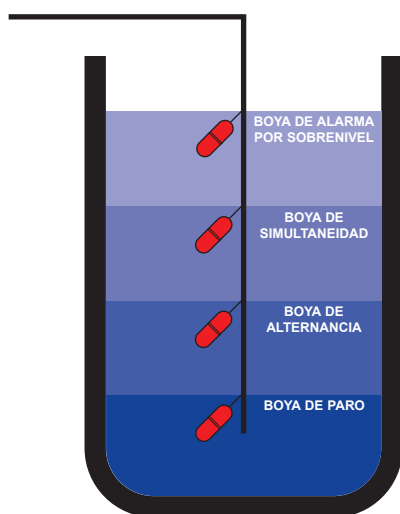 BOYA DE ALARMA
POR SOBRENIVEL
BOYA DE
SIMULTANEIDAD
BOYA DE
ALTERNANCIA
BOYA DE PARO